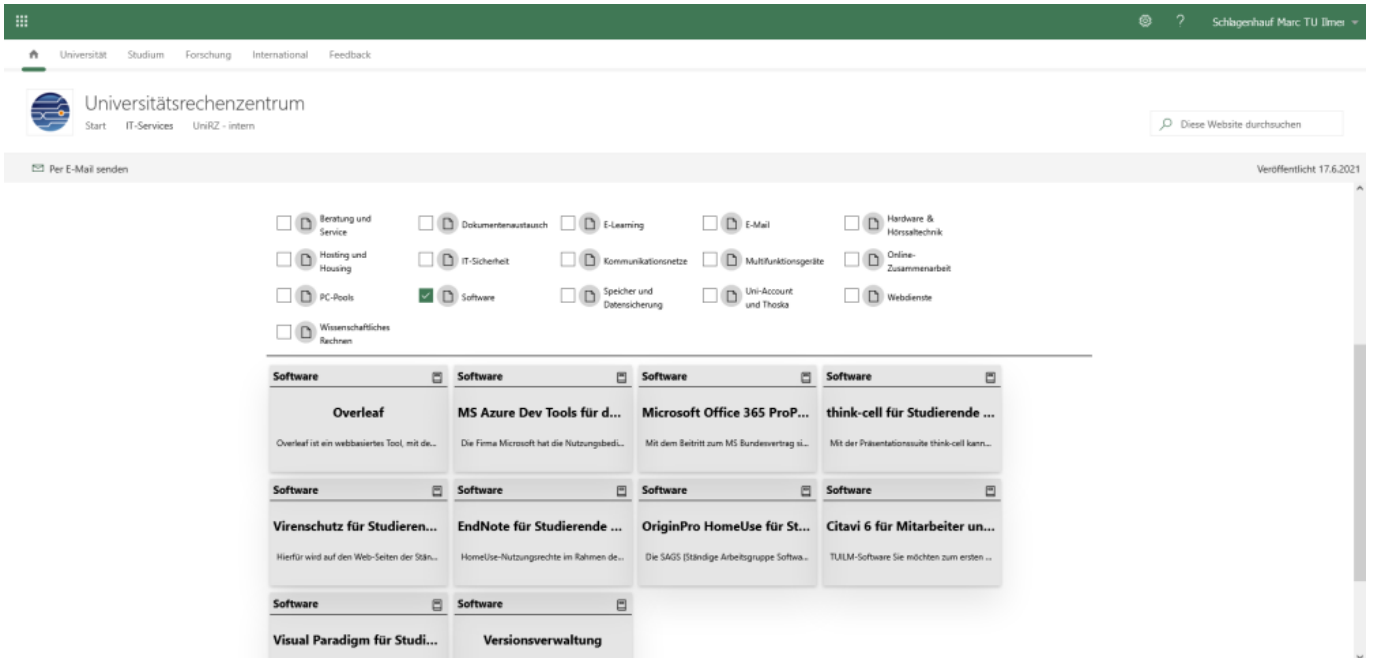 ? Schlagenhauf Marc TU Ilmer
Universität Studium Forschung International Feedback
Universitätsrechenzentrum
Start IT-Services UniRZ - intern
Diese Website durchsuchen
Per E-Mail senden
Veröffentlicht 17.6.2021
Beratung und Service
Dokumentenaustausch
E-Learning
E-Mail
Hardware & Hörssaltechnik
Hosting und Housing
IT-Sicherheit
Kommunikationsnetze
Multifunktionsgeräte
Online-Zusammenarbeit
PC-Pools
Software
Speicher und Datensicherung
Uni-Account und Thoska
Webdienste
Wissenschaftliches Rechnen
Software
Overleaf
Overleaf ist ein webbasiertes Tool, mit de...
Software
MS Azure Dev Tools für d...
Die Firma Microsoft hat die Nutzungsbedi...
Software
Microsoft Office 365 ProP...
Mit dem Beitritt zum MS Bundesvertrag si...
Software
think-cell für Studierende ...
Mit der Präsentationssuite think-cell kann...
Software
Virenschutz für Studieren...
Hierfür wird auf den Web-Seiten der Stän...
Software
EndNote für Studierende ...
HomeUse-Nutzungsrechte im Rahmen de...
Software
OriginPro HomeUse für St...
Die SAGS (Ständige Arbeitsgruppe Softwa...
Software
Citavi 6 für Mitarbeiter un...
TUILM-Software Sie möchten zum ersten ...
Software
Visual Paradigm für Studi...
Software
Versionsverwaltung